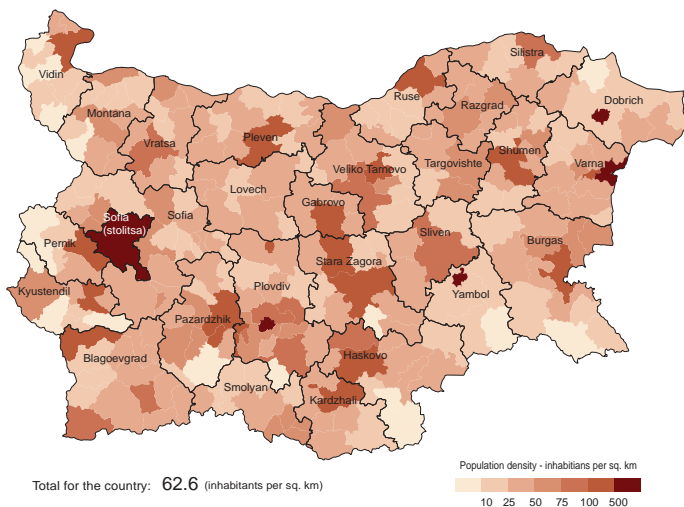 Silistra
Vidin
Ruse
Dobrich
Razgrad
Montana
Vratsa
Pleven
Shumen
Veliko Tarnovo
Targovishte
Varna
Lovech
Gabrovo
Sofia
(stolitsa)
Sofia
Sliven
Pernik
Burgas
Stara Zagora
Kyustendil
Plovdiv
Yambol
Pazardzhik
Blagoevgrad
Haskovo
Smolyan
Kardzhali
Population density - inhabitians per sq. km
Total for the country: 62.6 (inhabitants per sq. km)
10 25 50 75 100 500